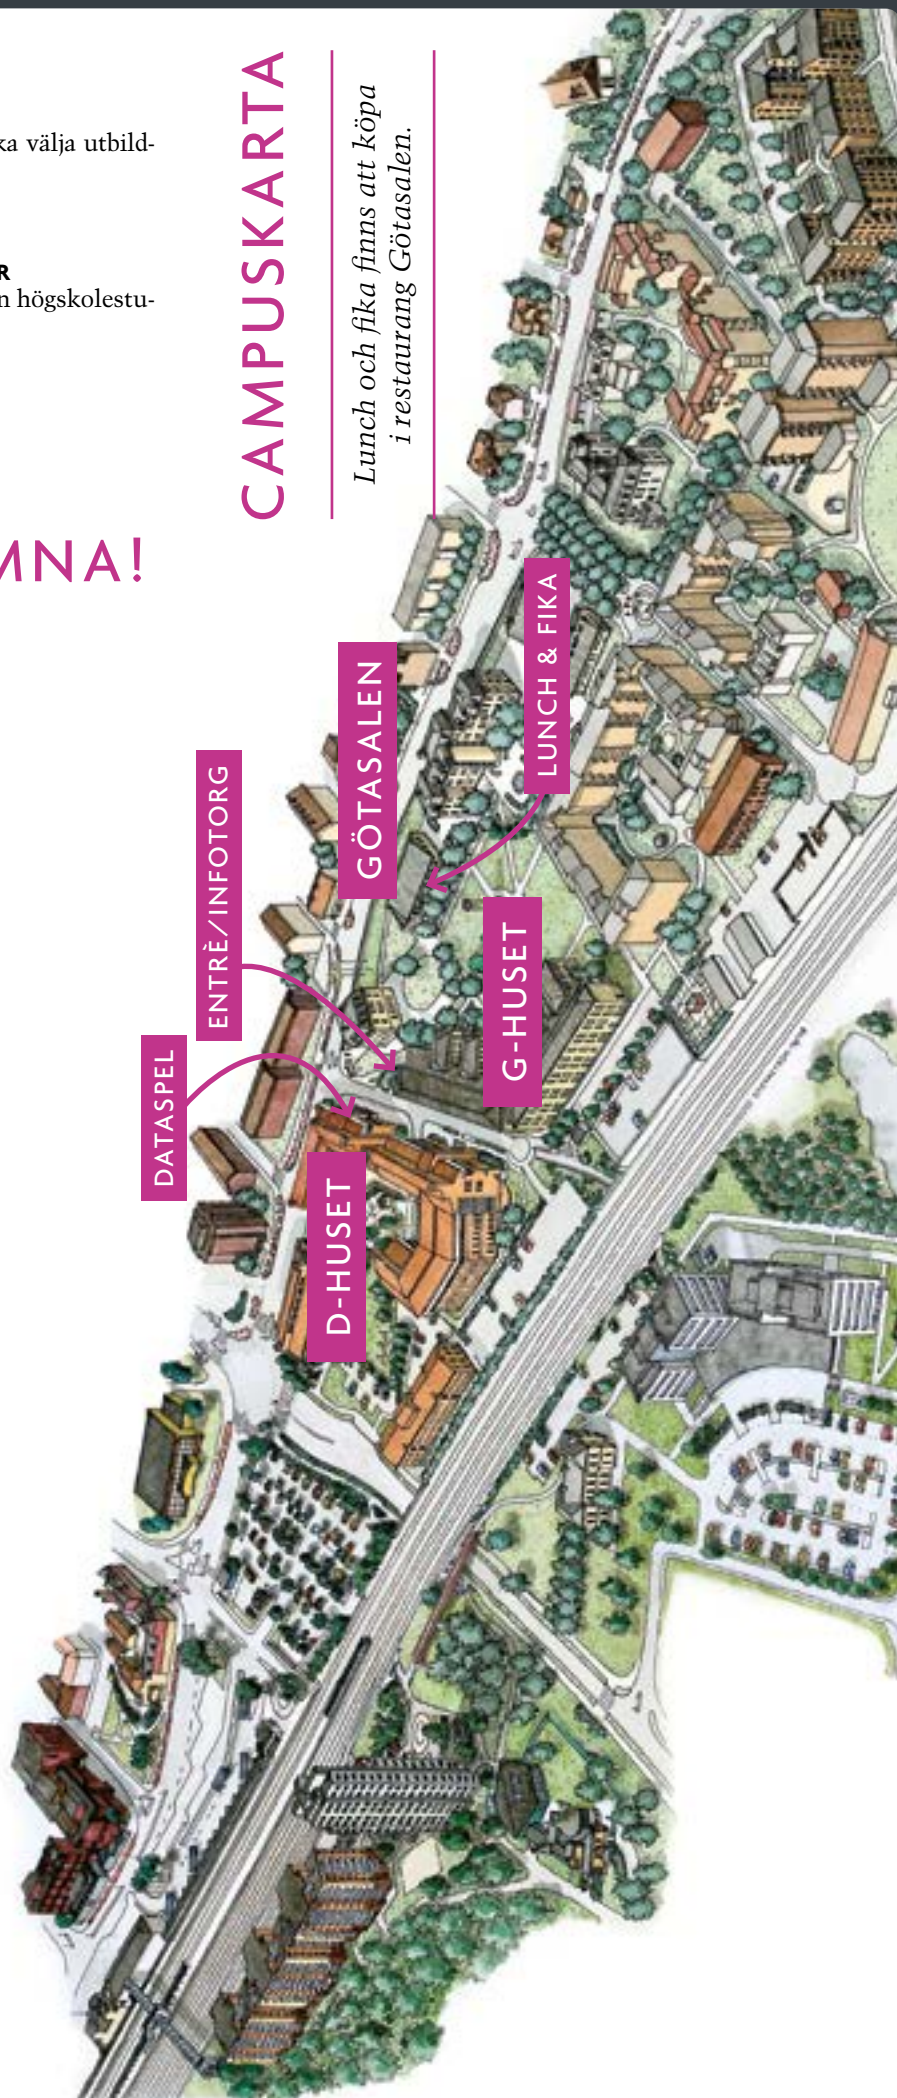 ka välja utbild-
R
n högskolestu-
MNA!
CAMPUSKARTA
Lunch och fika finns att köpa
i restaurang Götasalen.
LUNCH & FIKA
GÖTASALEN
ENTRÈ/INFOTORG
G-HUSET
DATASPEL
D-HUSET